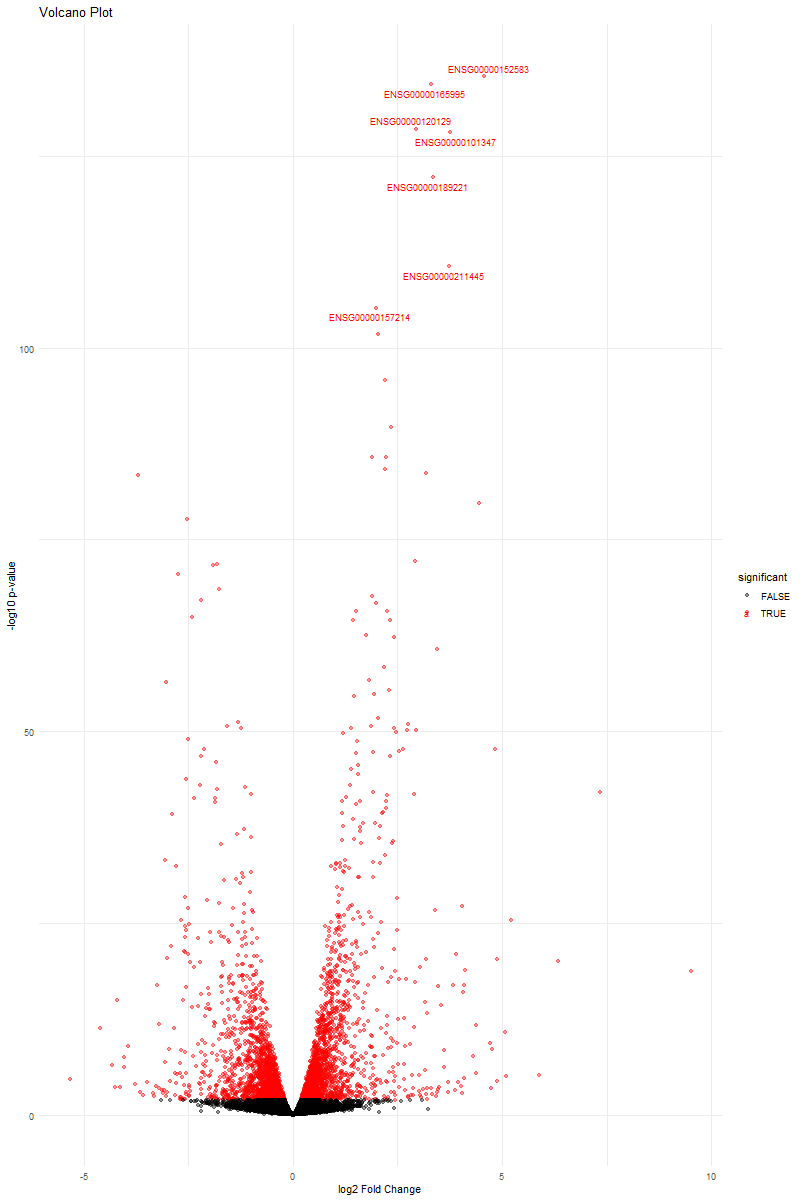 Volcano Plot
ENSG00000152583
ENSG00000165995
ENSG00000120129
ENSG00000101347
ENSG00000189221
ENSG00000211445
ENSG00000157214
100
50
0
-log10 p-value
-5
0
5
10
log2 Fold Change
significant
FALSE
TRUE